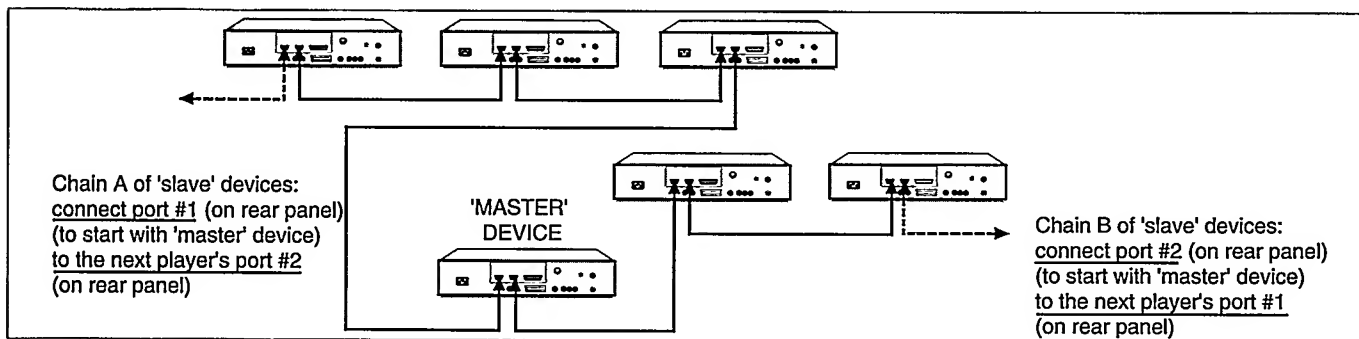 Chain A of 'slave' devices:
connect port #1 (on rear panel)
(to start with 'master' device)
to the next player's port #2
(on rear panel)
'MASTER'
DEVICE
Chain B of 'slave' devices:
connect port #2 (on rear panel)
(to start with 'master' device)
to the next player's port #1
(on rear panel)